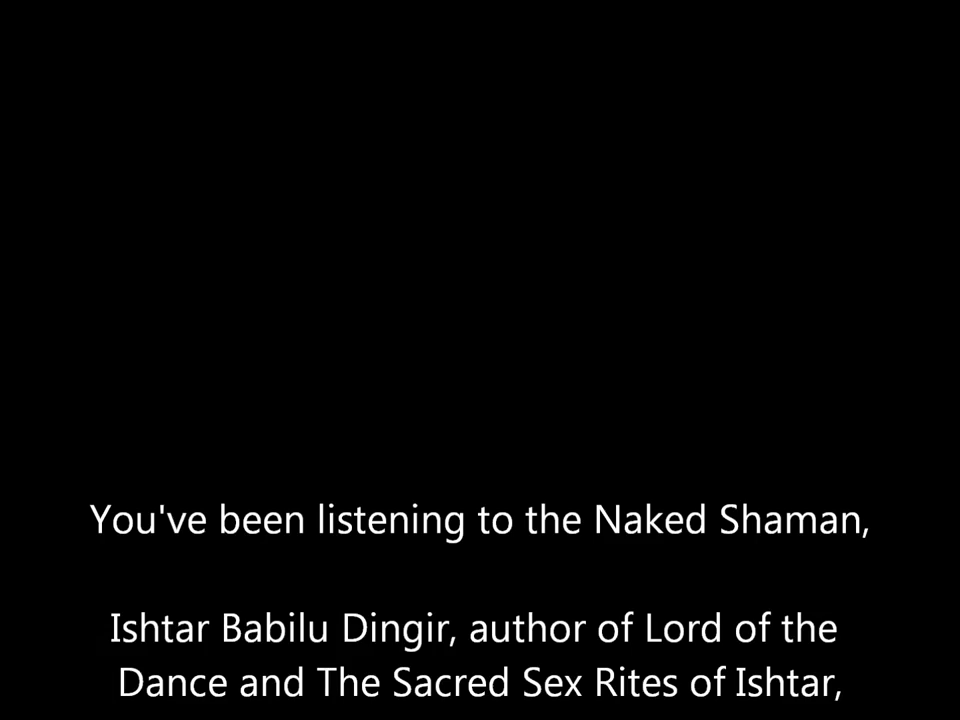 You've been listening to the Naked Shaman,
Ishtar Babilu Dingir, author of Lord of the
Dance and The Sacred Sex Rites of Ishtar,